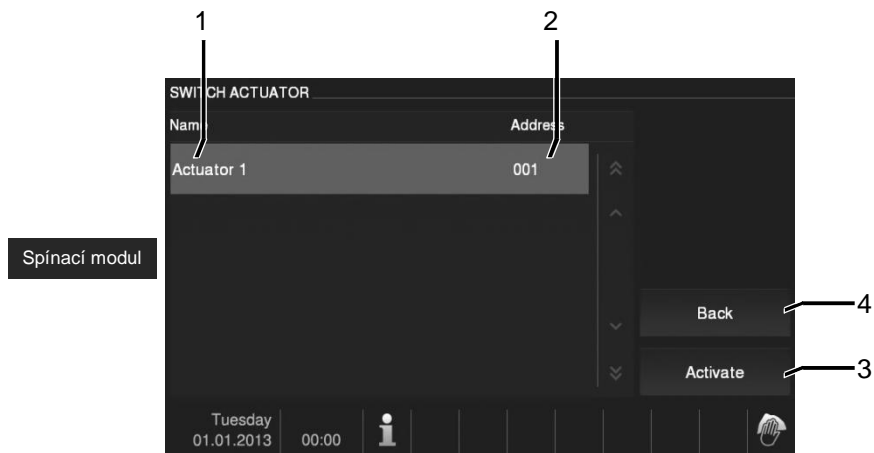 1 2
SWITCH ACTUATOR
Name Address
Actuator 1 001
Spínací modul
Back 4
Activate 3
Tuesday
01.01.2013 00:00